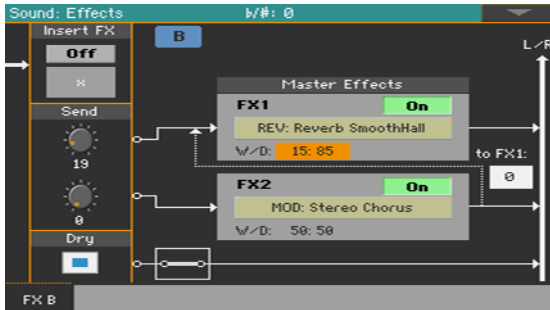 Sound: Effects b/#: 0
Insert FX
Off
x
B
L/R
Master Effects
FX1 On
REV: Reverb SmoothHall
W/D: 15: 85
Send
19
to FX1:
0
FX2 On
MOD: Stereo Chorus
W/D: 50: 50
0
Dry
FX B